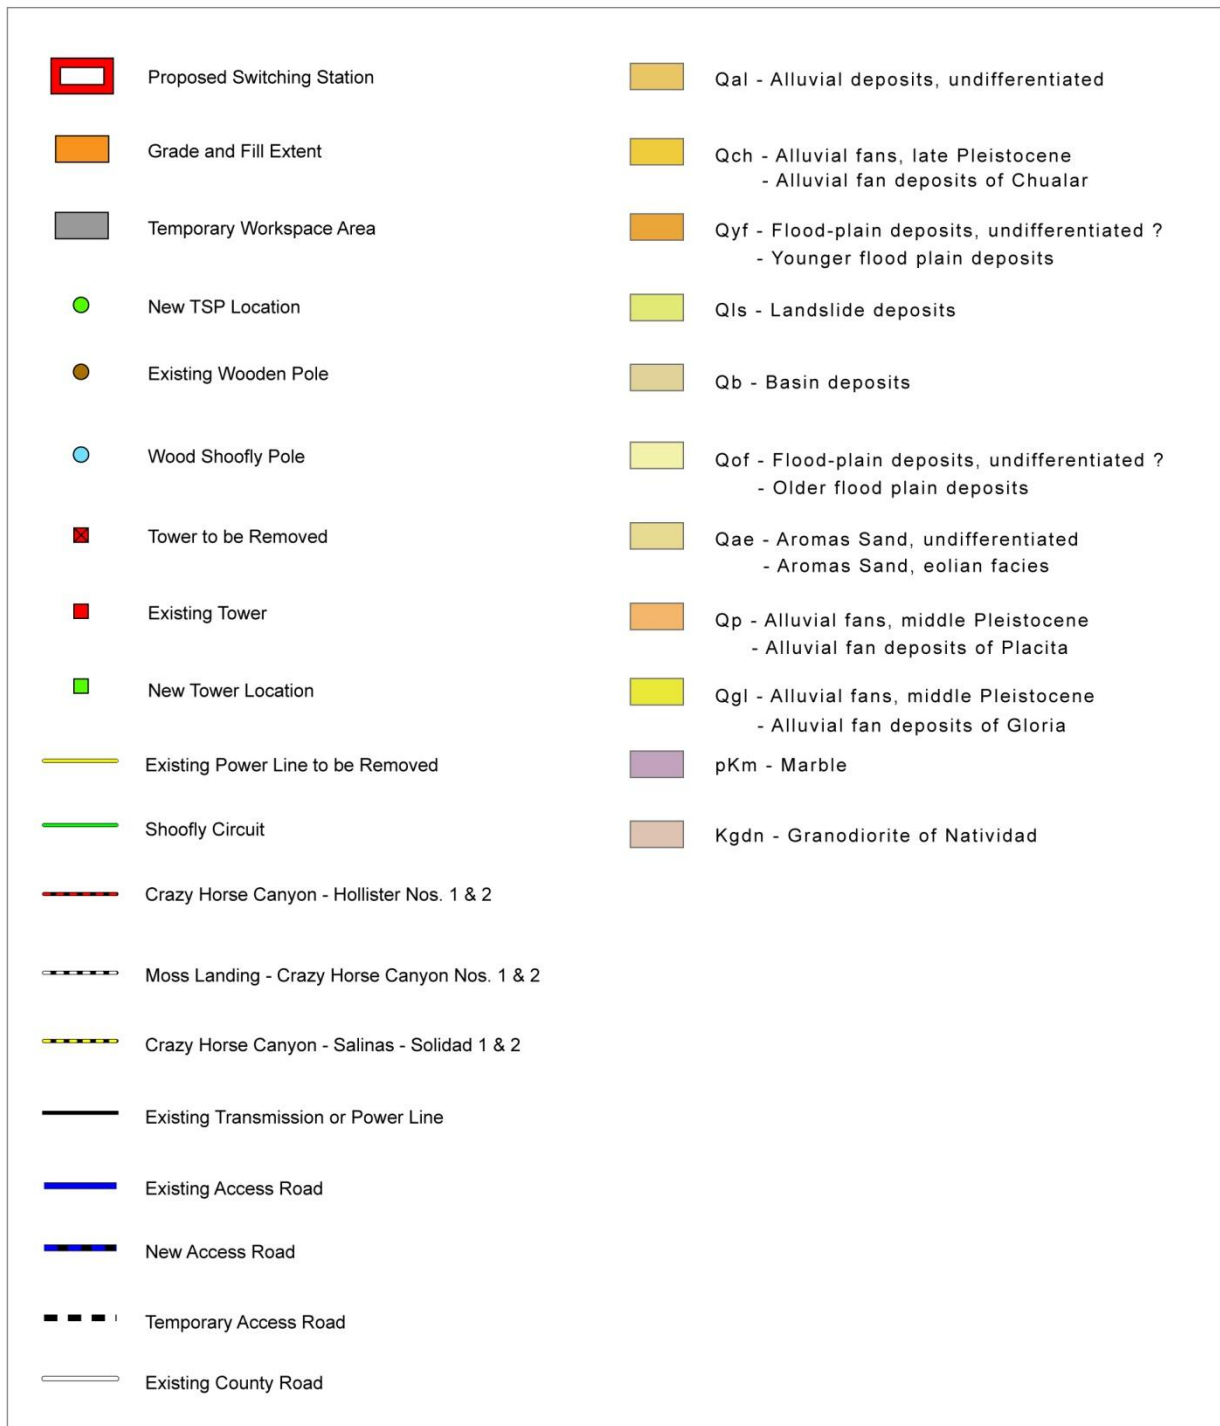 Proposed Switching Station
Grade and Fill Extent
Temporary Workspace Area
New TSP Location
Existing Wooden Pole
Wood Shoofly Pole
Tower to be Removed
Existing Tower
New Tower Location
Existing Power Line to be Removed
Shoofly Circuit
Crazy Horse Canyon - Hollister Nos. 1 & 2
Moss Landing - Crazy Horse Canyon Nos. 1 & 2
Crazy Horse Canyon - Salinas - Solidad 1 & 2
Existing Transmission or Power Line
Existing Access Road
New Access Road
Temporary Access Road
Existing County Road
Qal - Alluvial deposits, undifferentiated
Qch - Alluvial fans, late Pleistocene
- Alluvial fan deposits of Chualar
Qyf - Flood-plain deposits, undifferentiated ?
- Younger flood plain deposits
Qls - Landslide deposits
Qb - Basin deposits
Qof - Flood-plain deposits, undifferentiated ?
- Older flood plain deposits
Qae - Aromas Sand, undifferentiated
- Aromas Sand, eolian facies
Qp - Alluvial fans, middle Pleistocene
- Alluvial fan deposits of Placita
Qgl - Alluvial fans, middle Pleistocene
- Alluvial fan deposits of Gloria
pKm - Marble
Kgdn - Granodiorite of Natividad